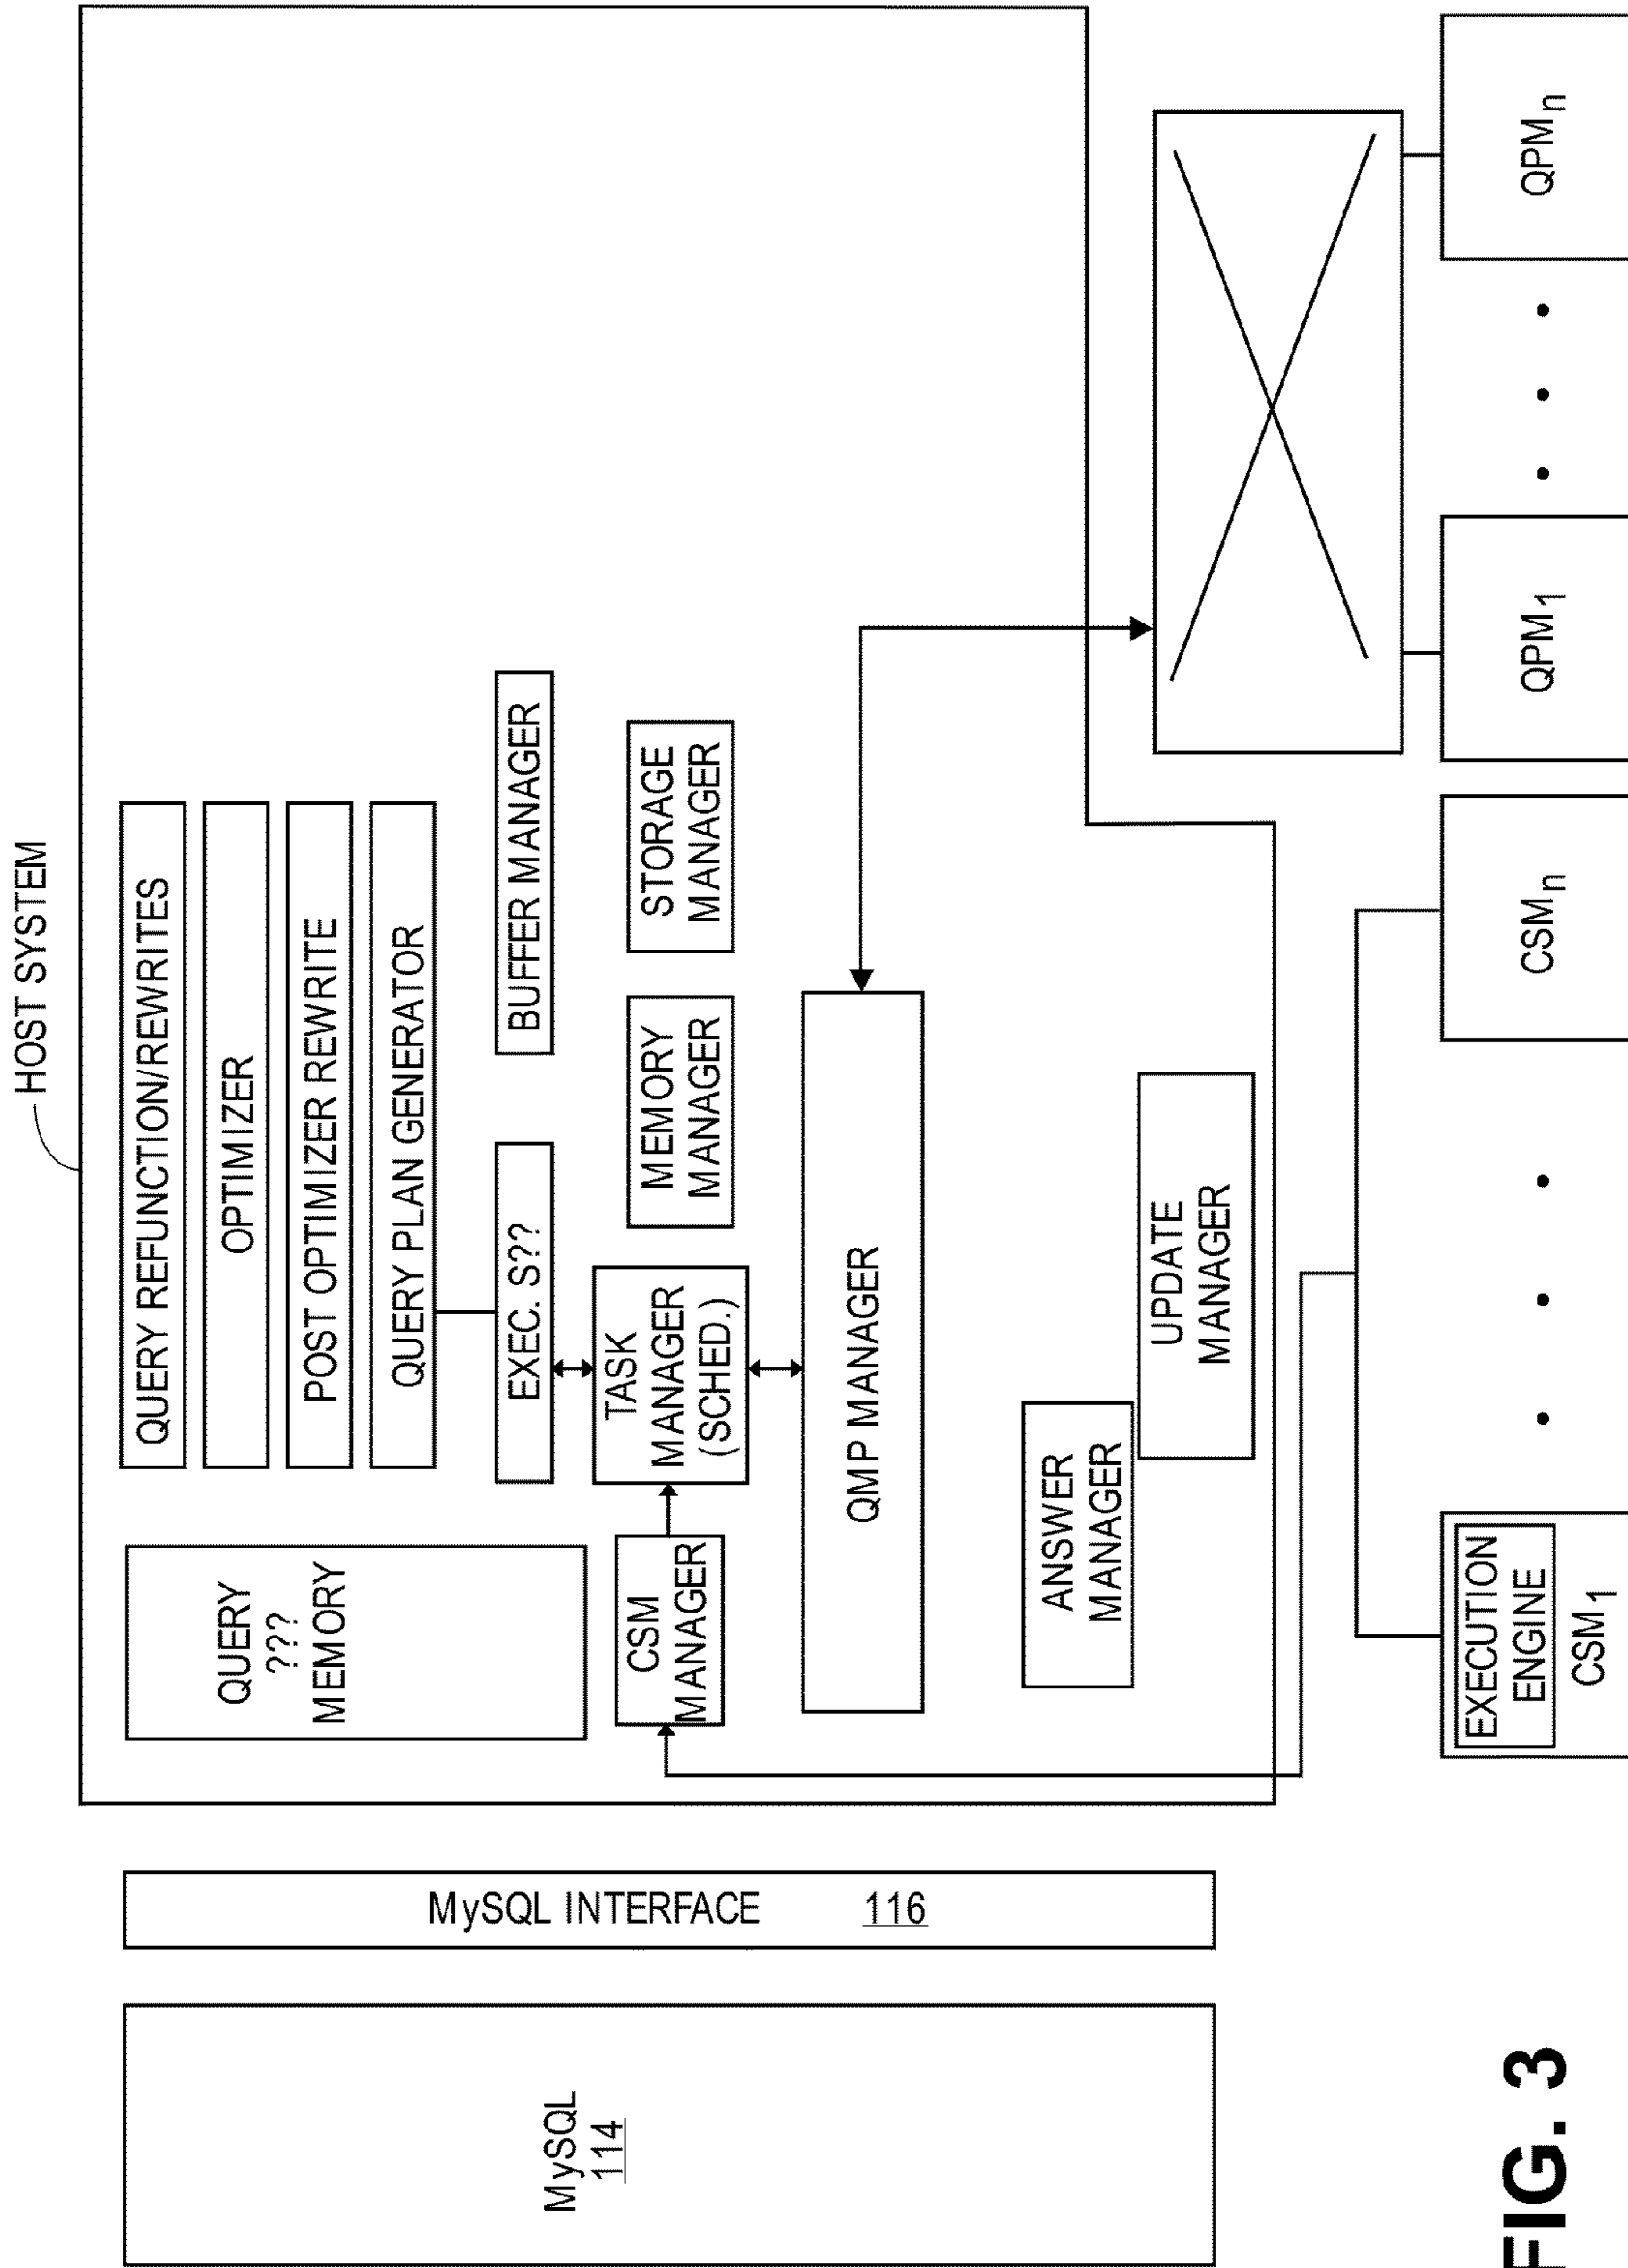 HOST SYSTEM
MySQL
114
MySQL INTERFACE 116
QUERY
???
MEMORY
QUERY REFUNCTION/REWRITES
OPTIMIZER
POST OPTIMIZER REWRITE
QUERY PLAN GENERATOR
EXEC. S??
BUFFER MANAGER
CSM
MANAGER
TASK
MANAGER
(SCHED.)
MEMORY
MANAGER
STORAGE
MANAGER
QMP MANAGER
ANSWER
MANAGER
UPDATE
MANAGER
EXECUTION
ENGINE
CSM1
CSMn
QPM1
QPMn
FIG. 3